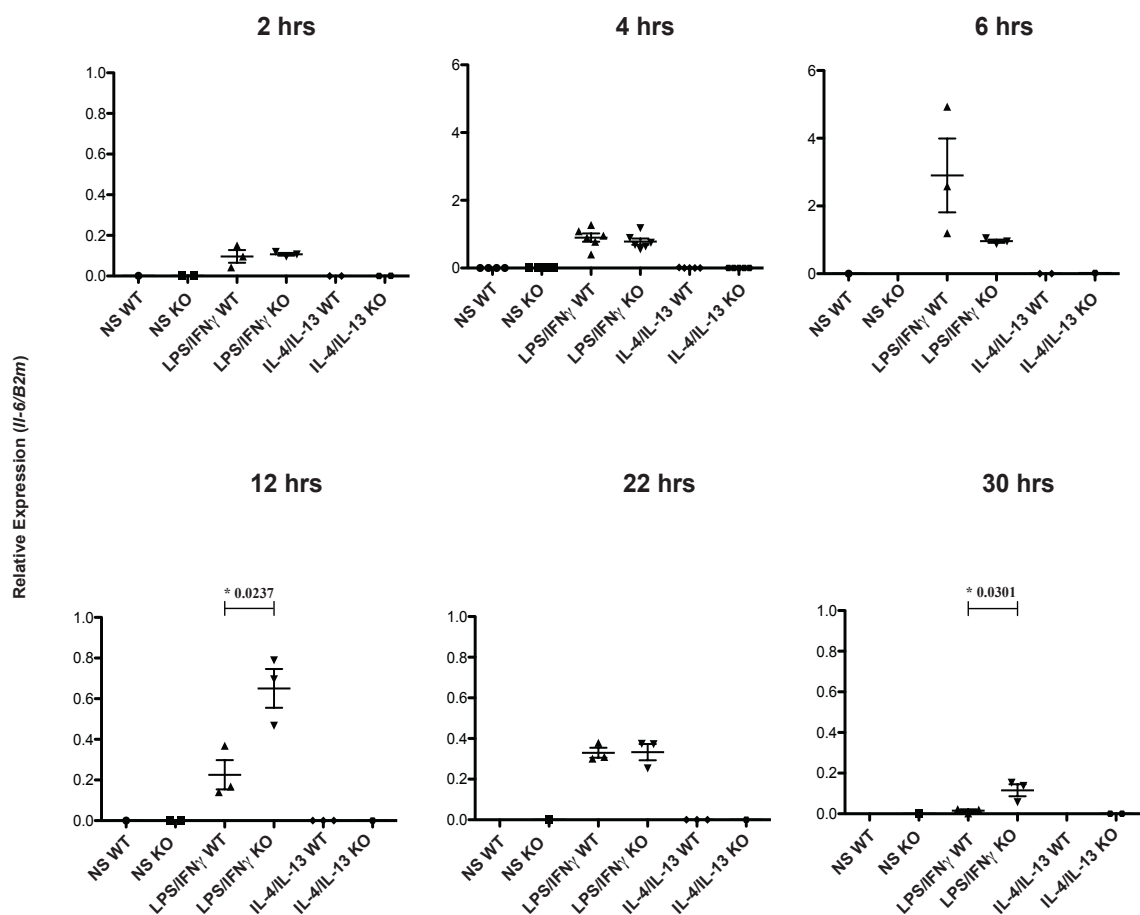 2 hrs
4 hrs
6 hrs
1.0
0.8
0.6
0.4
0.2
0.0
NS WT
NS KO
LPS/IFNγ WT
LPS/IFNγ KO
IL-4/IL-13 WT
IL-4/IL-13 KO
6
4
2
0
NS WT
NS KO
LPS/IFNγ WT
LPS/IFNγ KO
IL-4/IL-13 WT
IL-4/IL-13 KO
6
4
2
0
NS WT
NS KO
LPS/IFNγ WT
LPS/IFNγ KO
IL-4/IL-13 WT
IL-4/IL-13 KO
Relative Expression (Il-6/B2m)
12 hrs
22 hrs
30 hrs
* 0.0237
1.0
0.8
0.6
0.4
0.2
0.0
NS WT
NS KO
LPS/IFNγ WT
LPS/IFNγ KO
IL-4/IL-13 WT
IL-4/IL-13 KO
1.0
0.8
0.6
0.4
0.2
0.0
NS WT
NS KO
LPS/IFNγ WT
LPS/IFNγ KO
IL-4/IL-13 WT
IL-4/IL-13 KO
* 0.0301
1.0
0.8
0.6
0.4
0.2
0.0
NS WT
NS KO
LPS/IFNγ WT
LPS/IFNγ KO
IL-4/IL-13 WT
IL-4/IL-13 KO